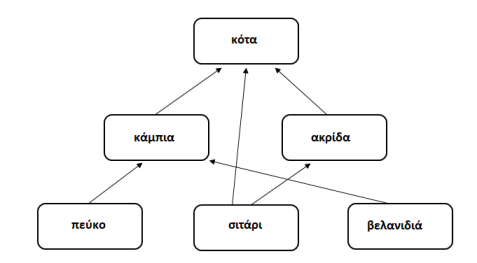 κότα
κάμπια
ακρίδα
πεύκο
σιτάρι
βελανιδιά